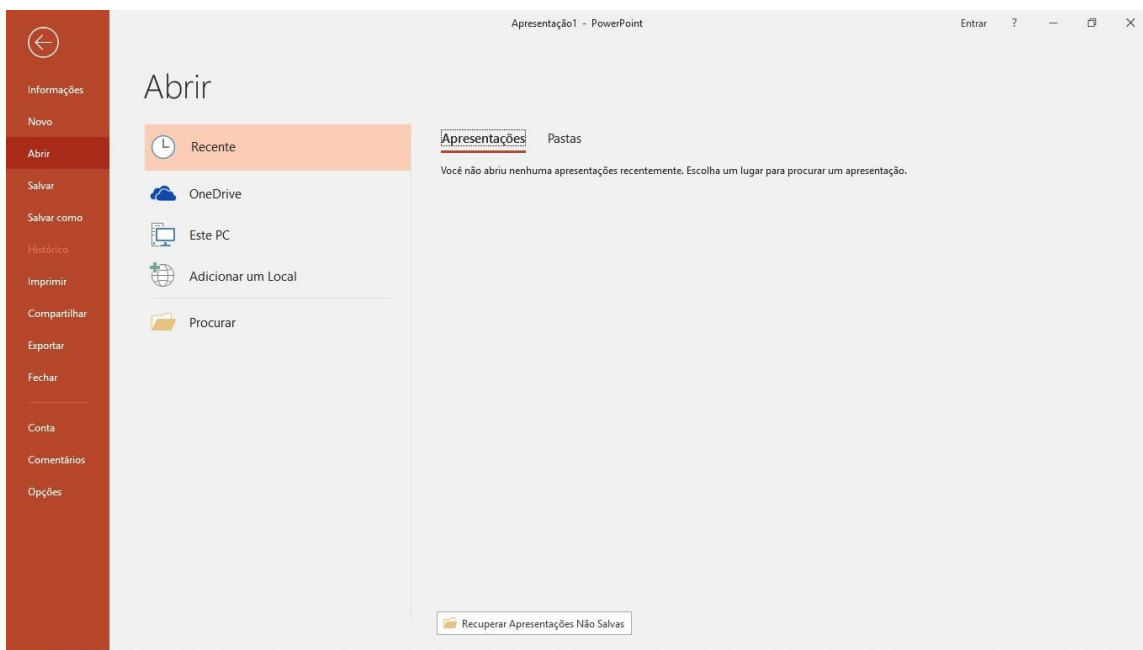 Apresentação1 - PowerPoint
Entrar ?
Informações
Novo
Abrir
Salvar
Salvar como
Histórico
Imprimir
Compartilhar
Exportar
Fechar
Conta
Comentários
Opções
Abrir
Recente
OneDrive
Este PC
Adicionar um Local
Procurar
Apresentações Pastas
Você não abriu nenhuma apresentações recentemente. Escolha um lugar para procurar um apresentação.
Recuperar Apresentações Não Salvas